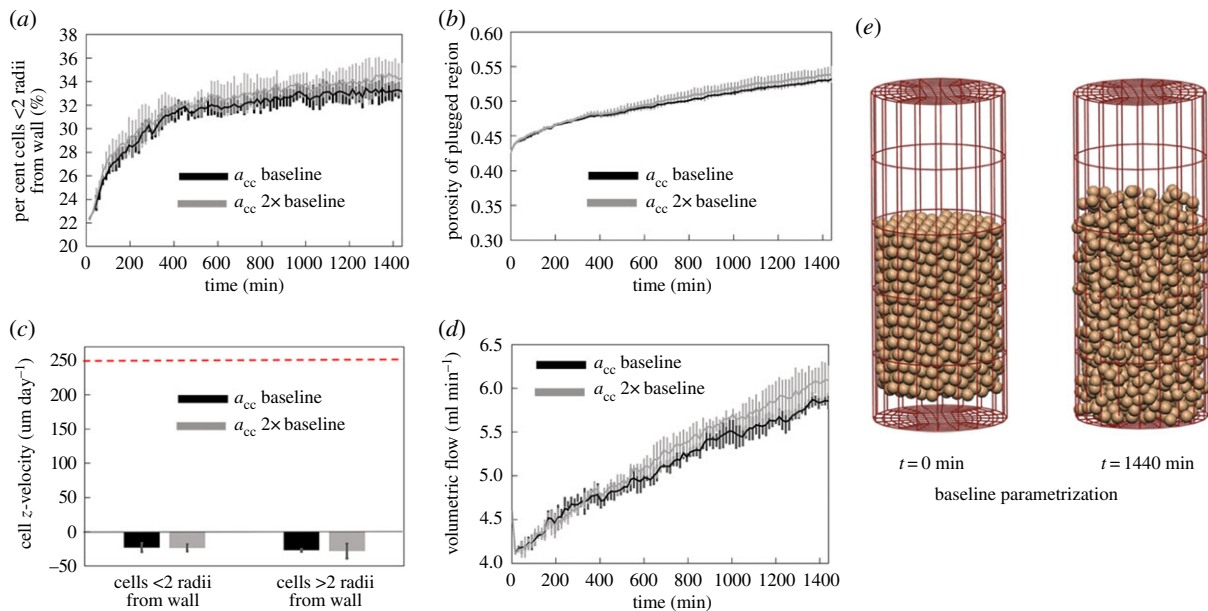 (a)
per cent cells <2 radii
from wall (%)
36
34
32
30
28
26
24
22
20
0 200 400 600 800 1000 1200 1400
time (min)
acc baseline
acc 2× baseline
(b)
porosity of plugged region
0.60
0.55
0.50
0.45
0.40
0.35
0.30
0 200 400 600 800 1000 1200 1400
time (min)
acc baseline
acc 2× baseline
(c)
cell z-velocity (um day−1)
250
200
150
100
50
0
−50
acc baseline
acc 2× baseline
cells <2 radii
from wall
cells >2 radii
from wall
(d)
volumetric flow (ml min−1)
6.5
6.0
5.5
5.0
4.5
4.0
0 200 400 600 800 1000 1200 1400
time (min)
acc baseline
acc 2× baseline
(e)
t = 0 min
t = 1440 min
baseline parametrization